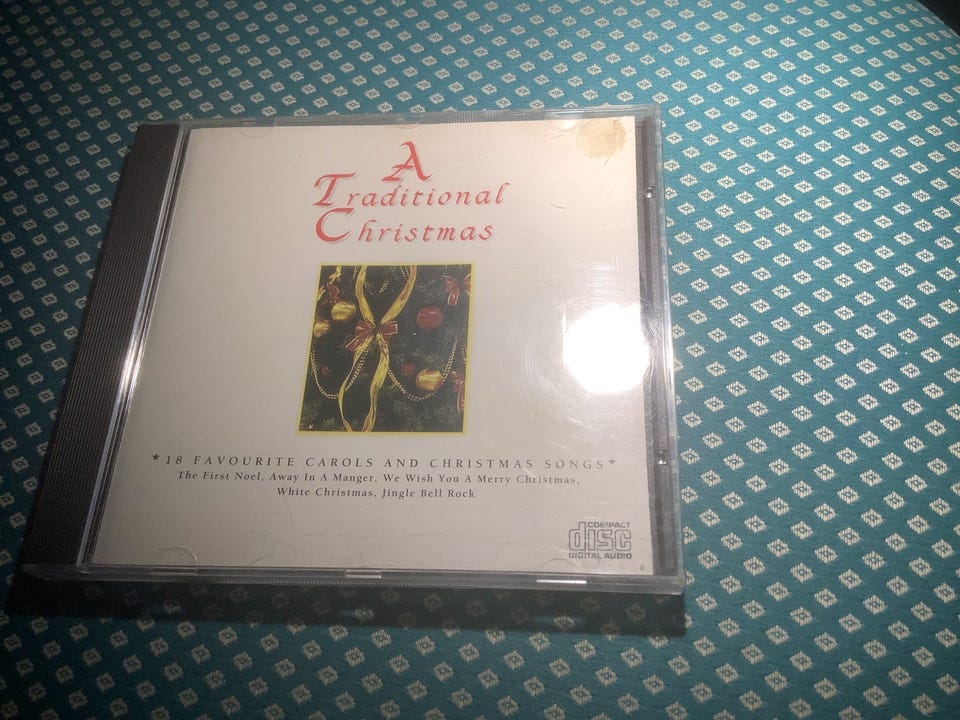 A
Traditional
Christmas
*18 FAVOURITE CAROLS AND CHRISTMAS SONGS*
The First Noel, Away In A Manger, We Wish You A Merry Christmas,
White Christmas, Jingle Bell Rock
COMPACT
disc
DIGITAL AUDIO